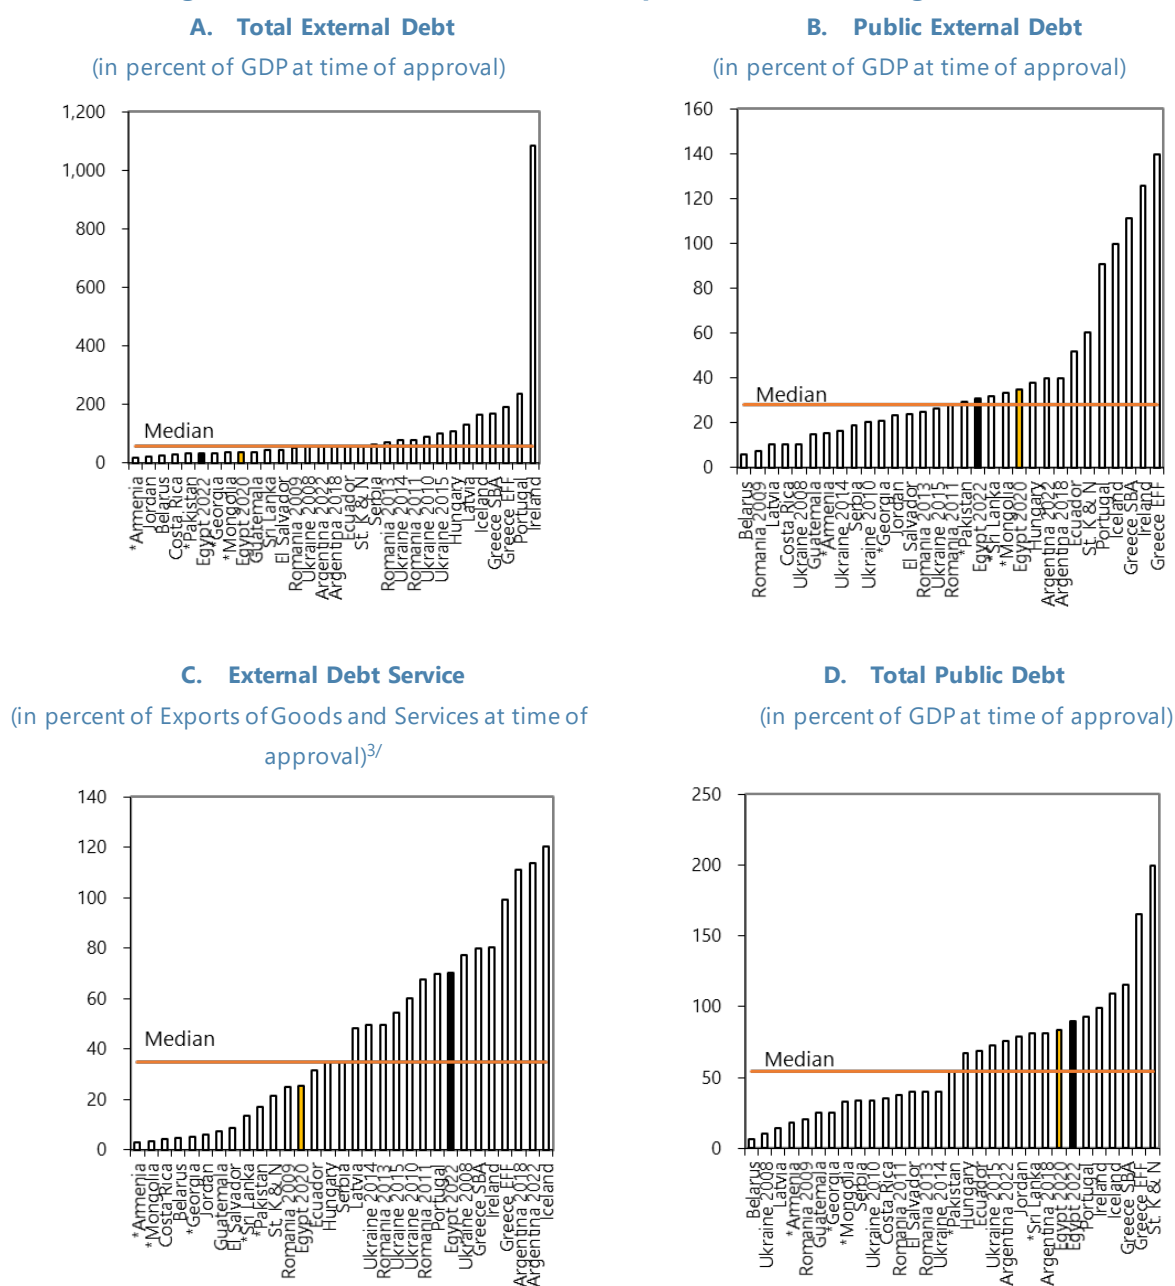 A. Total External Debt
(in percent of GDP at time of approval)
1,200
1,000
800
600
400
200
0
Median
*Armenia
Jordan
Belarus
Costa Rica
*Pakistan
Egypt 2022
*Georgia
*Mongolia
Egypt 2020
Guatemala
Sri Lanka
El Salvador
Romania 2009
Ukraine 2008
Argentina 2022
Argentina 2018
Ecuador
St. K & N
Serbia
Romania 2013
Ukraine 2014
Romania 2011
Ukraine 2010
Ukraine 2015
Hungary
Latvia
Iceland
Greece SBA
Greece EFF
Portugal
Ireland
B. Public External Debt
(in percent of GDP at time of approval)
160
140
120
100
80
60
40
20
0
Median
Belarus
Romania 2009
Latvia
Costa Rica
Ukraine 2008
Guatemala
*Armenia
Ukraine 2014
Serbia
Ukraine 2010
*Georgia
Jordan
El Salvador
Romania 2013
Ukraine 2015
Romania 2011
*Pakistan
Egypt 2022
*Sri Lanka
*Mongolia
Egypt 2020
Hungary
Argentina 2022
Argentina 2018
Ecuador
St. K & N
Portugal
Iceland
Greece SBA
Ireland
Greece EFF
C. External Debt Service
(in percent of Exports of Goods and Services at time of
approval)3/
140
120
100
80
60
40
20
0
Median
*Armenia
*Mongolia
Costa Rica
Belarus
*Georgia
Jordan
Guatemala
El Salvador
*Sri Lanka
*Pakistan
St. K & N
Romania 2009
Egypt 2020
Ecuador
Hungary
Serbia
Latvia
Ukraine 2014
Romania 2013
Ukraine 2015
Ukraine 2010
Romania 2011
Portugal
Egypt 2022
Ukraine 2008
Greece SBA
Ireland
Greece EFF
Argentina 2018
Argentina 2022
Iceland
D. Total Public Debt
(in percent of GDP at time of approval)
250
200
150
100
50
0
Median
Belarus
Ukraine 2008
Latvia
*Armenia
Romania 2009
Guatemala
*Georgia
*Mongolia
Serbia
Ukraine 2010
Costa Rica
Romania 2011
El Salvador
Romania 2013
Ukraine 2014
*Pakistan
Hungary
Ecuador
Ukraine 2015
Argentina 2022
Jordan
*Sri Lanka
Argentina 2018
Egypt 2020
Egypt 2022
Portugal
Ireland
Iceland
Greece SBA
Greece EFF
St. K & N